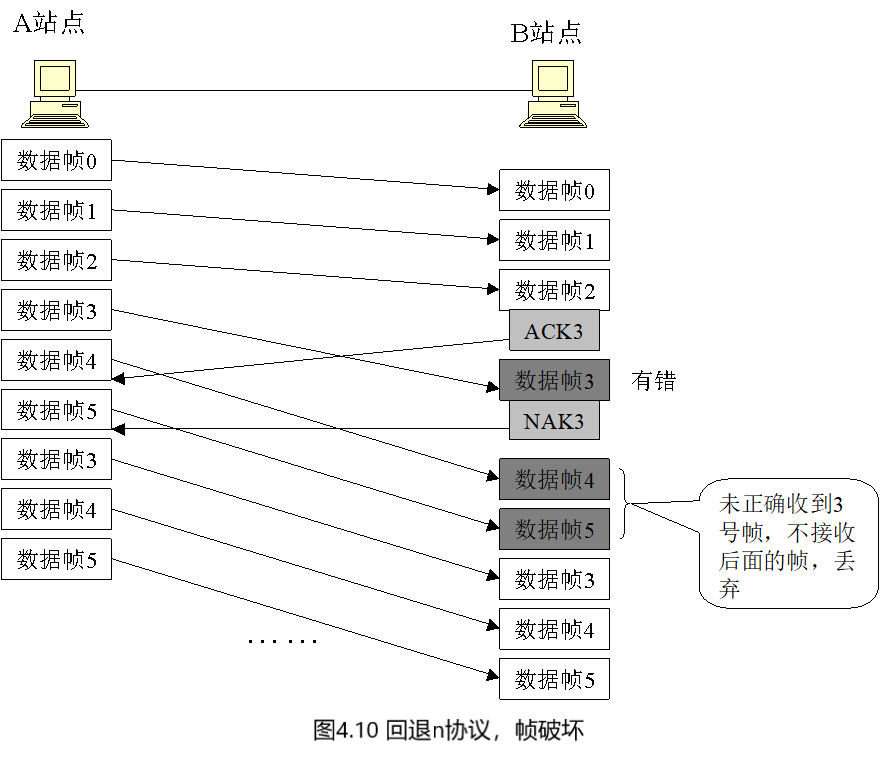 A站点
B站点
数据帧0
数据帧1
数据帧2
数据帧3
数据帧4
数据帧5
数据帧3
数据帧4
数据帧5
数据帧0
数据帧1
数据帧2
ACK3
数据帧3
有错
NAK3
数据帧4
数据帧5
数据帧3
数据帧4
数据帧5
未正确收到3
号帧，不接收
后面的帧，丢
弃
……
图4.10 回退n协议，帧破坏